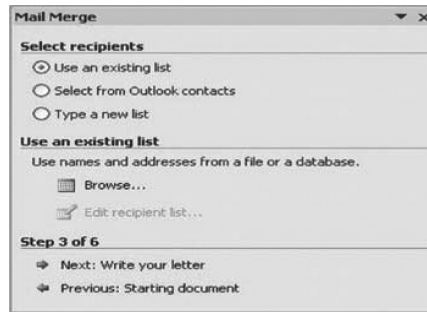 Mail Merge
Select recipients
Use an existing list
Select from Outlook contacts
Type a new list
Use an existing list
Use names and addresses from a file or a database.
Browse...
Edit recipient list...
Step 3 of 6
Next: Write your letter
Previous: Starting document